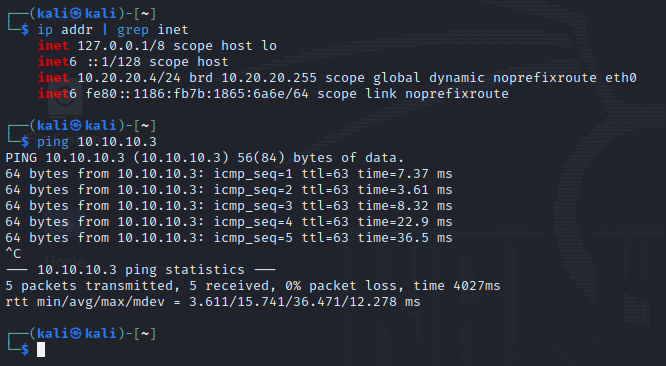 ┌──(kali㉿kali)-[~]
└─$ ip addr | grep inet
    inet 127.0.0.1/8 scope host lo
    inet6 ::1/128 scope host
    inet 10.20.20.4/24 brd 10.20.20.255 scope global dynamic noprefixroute eth0
    inet6 fe80::1186:fb7b:1865:6a6e/64 scope link noprefixroute
┌──(kali㉿kali)-[~]
└─$ ping 10.10.10.3
PING 10.10.10.3 (10.10.10.3) 56(84) bytes of data.
64 bytes from 10.10.10.3: icmp_seq=1 ttl=63 time=7.37 ms
64 bytes from 10.10.10.3: icmp_seq=2 ttl=63 time=3.61 ms
64 bytes from 10.10.10.3: icmp_seq=3 ttl=63 time=8.32 ms
64 bytes from 10.10.10.3: icmp_seq=4 ttl=63 time=22.9 ms
64 bytes from 10.10.10.3: icmp_seq=5 ttl=63 time=36.5 ms
^C
--- 10.10.10.3 ping statistics ---
5 packets transmitted, 5 received, 0% packet loss, time 4027ms
rtt min/avg/max/mdev = 3.611/15.741/36.471/12.278 ms
┌──(kali㉿kali)-[~]
└─$